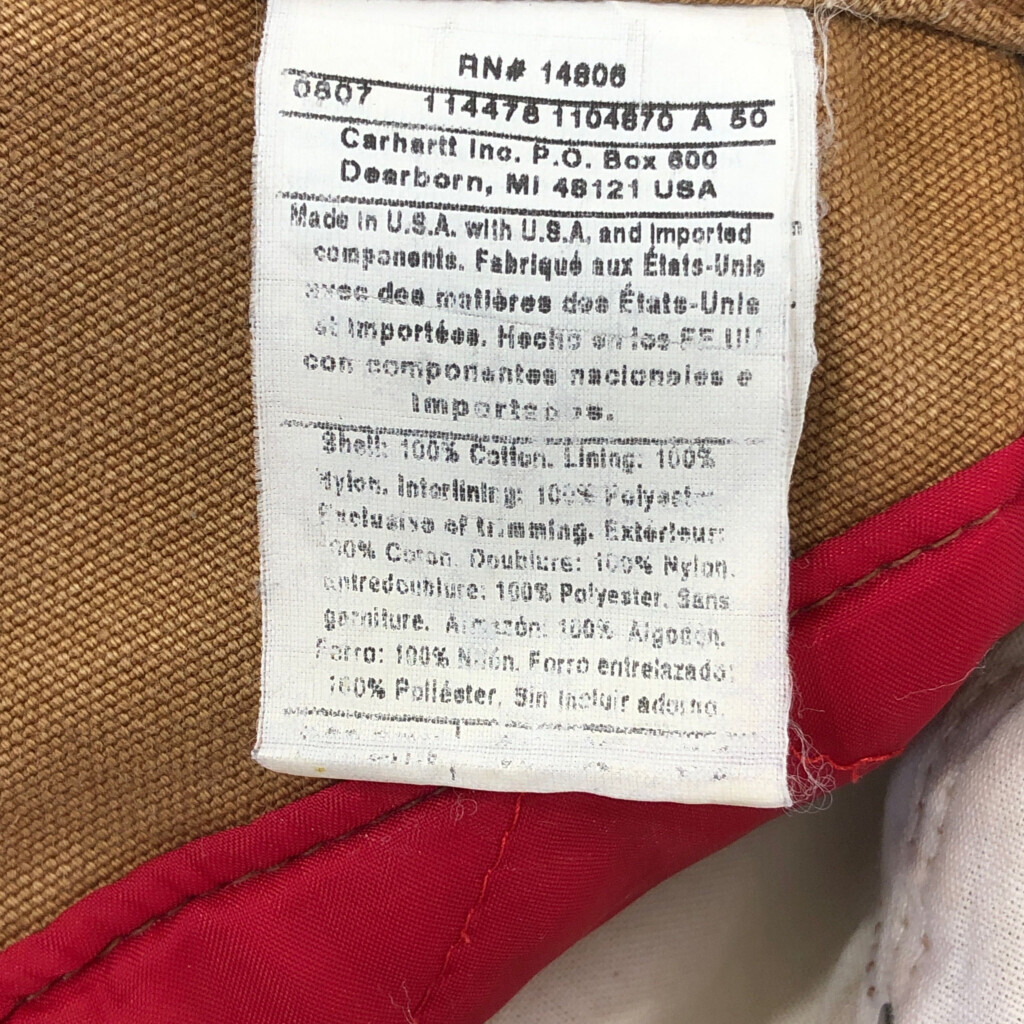 RN# 14806
0807 114478 1104870 A 50
Carhartt Inc. P.O. Box 600
Dearborn, MI 48121 USA
Made in U.S.A. with U.S.A. and Imported
components. Fabriqué aux États-Unis
avec des matières des États-Unis
et Importées. Hecho en los EE.UU
con componentes nacionales e
Importados.
Shell: 100% Cotton. Lining: 100%
Nylon. Interlining: 100% Polyester
Exclusive of trimming. Extérieur:
100% Coton. Doublure: 100% Nylon.
entredoublure: 100% Polyester. Sans
garniture. Armazón: 100% Algodón.
Forro: 100% Nilón. Forro entrelazado:
100% Poliéster. Sin incluir adorno.